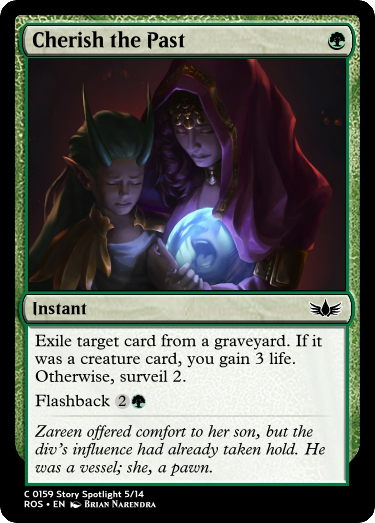 Cherish the Past
Instant
Exile target card from a graveyard. If it
was a creature card, you gain 3 life.
Otherwise, surveil 2.
Flashback 2
Zareen offered comfort to her son, but the
div's influence had already taken hold. He
was a vessel; she, a pawn.
C 0159 Story Spotlight 5/14
ROS • EN Brian Narendra